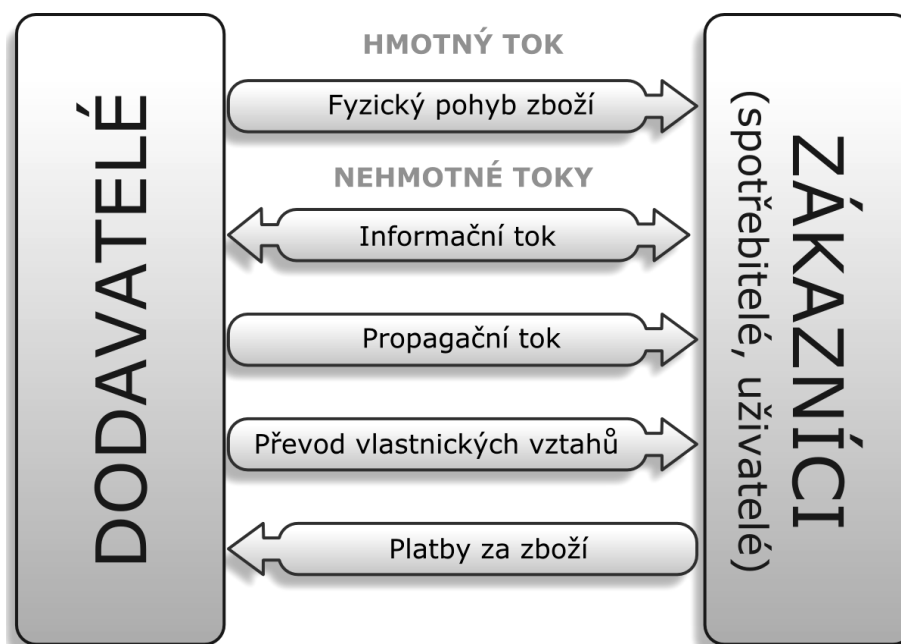 DODAVATELÉ
HMOTNÝ TOK
Fyzický pohyb zboží
NEHMOTNÉ TOKY
Informační tok
Propagační tok
Převod vlastnických vztahů
Platby za zboží
ZÁKAZNÍCI
(spotřebitelé, uživatelé)